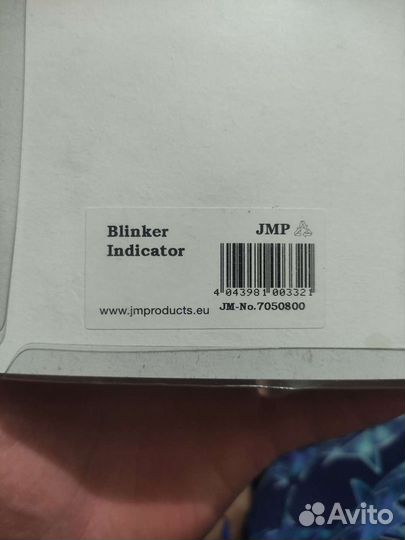 Blinker
Indicator
JMP
4 043981 003321
www.jmproducts.eu
JM-No.7050800
Avito